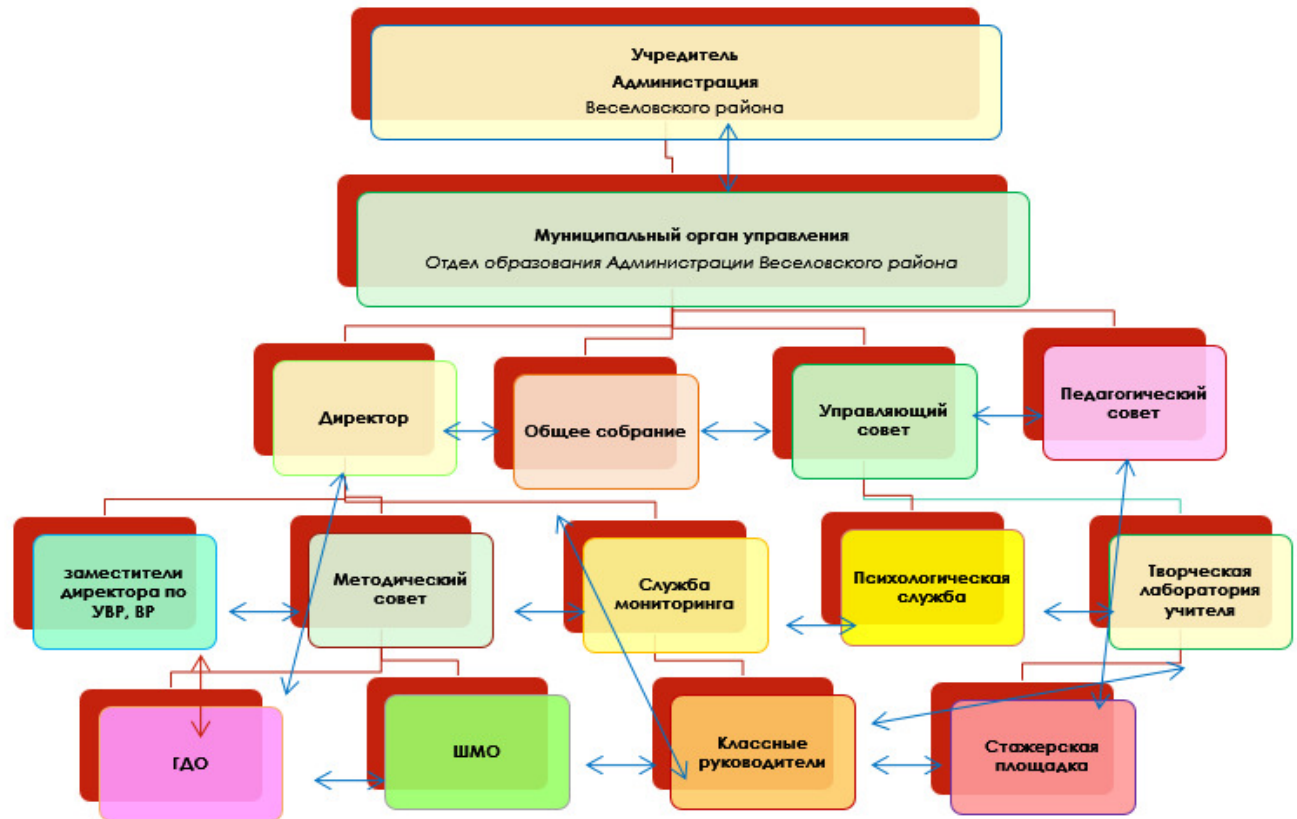 Учредитель
Администрация
Веселовского района
Муниципальный орган управления
Отдел образования Администрации Веселовского района
Директор
Общее собрание
Управляющий
совет
Педагогический
совет
заместители
директора по
УВР, ВР
Методический
совет
Служба
мониторинга
Психологическая
служба
Творческая
лаборатория
учителя
ГДО
ШМО
Классные
руководители
Стажерская
площадка